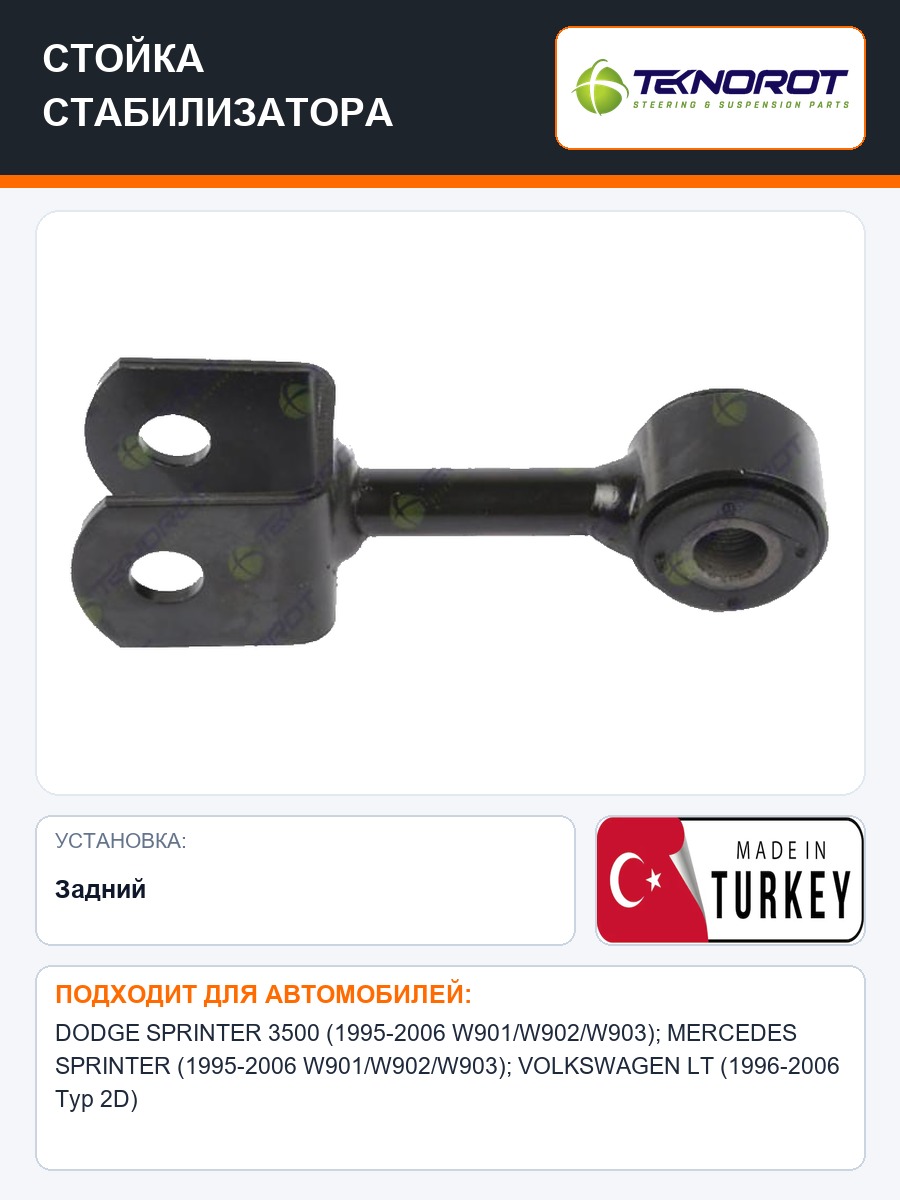 СТОЙКА
СТАБИЛИЗАТОРА
TEKNOROT
STEERING & SUSPENSION PARTS
УСТАНОВКА:
Задний
MADE IN
TURKEY
ПОДХОДИТ ДЛЯ АВТОМОБИЛЕЙ:
DODGE SPRINTER 3500 (1995-2006 W901/W902/W903); MERCEDES
SPRINTER (1995-2006 W901/W902/W903); VOLKSWAGEN LT (1996-2006
Typ 2D)